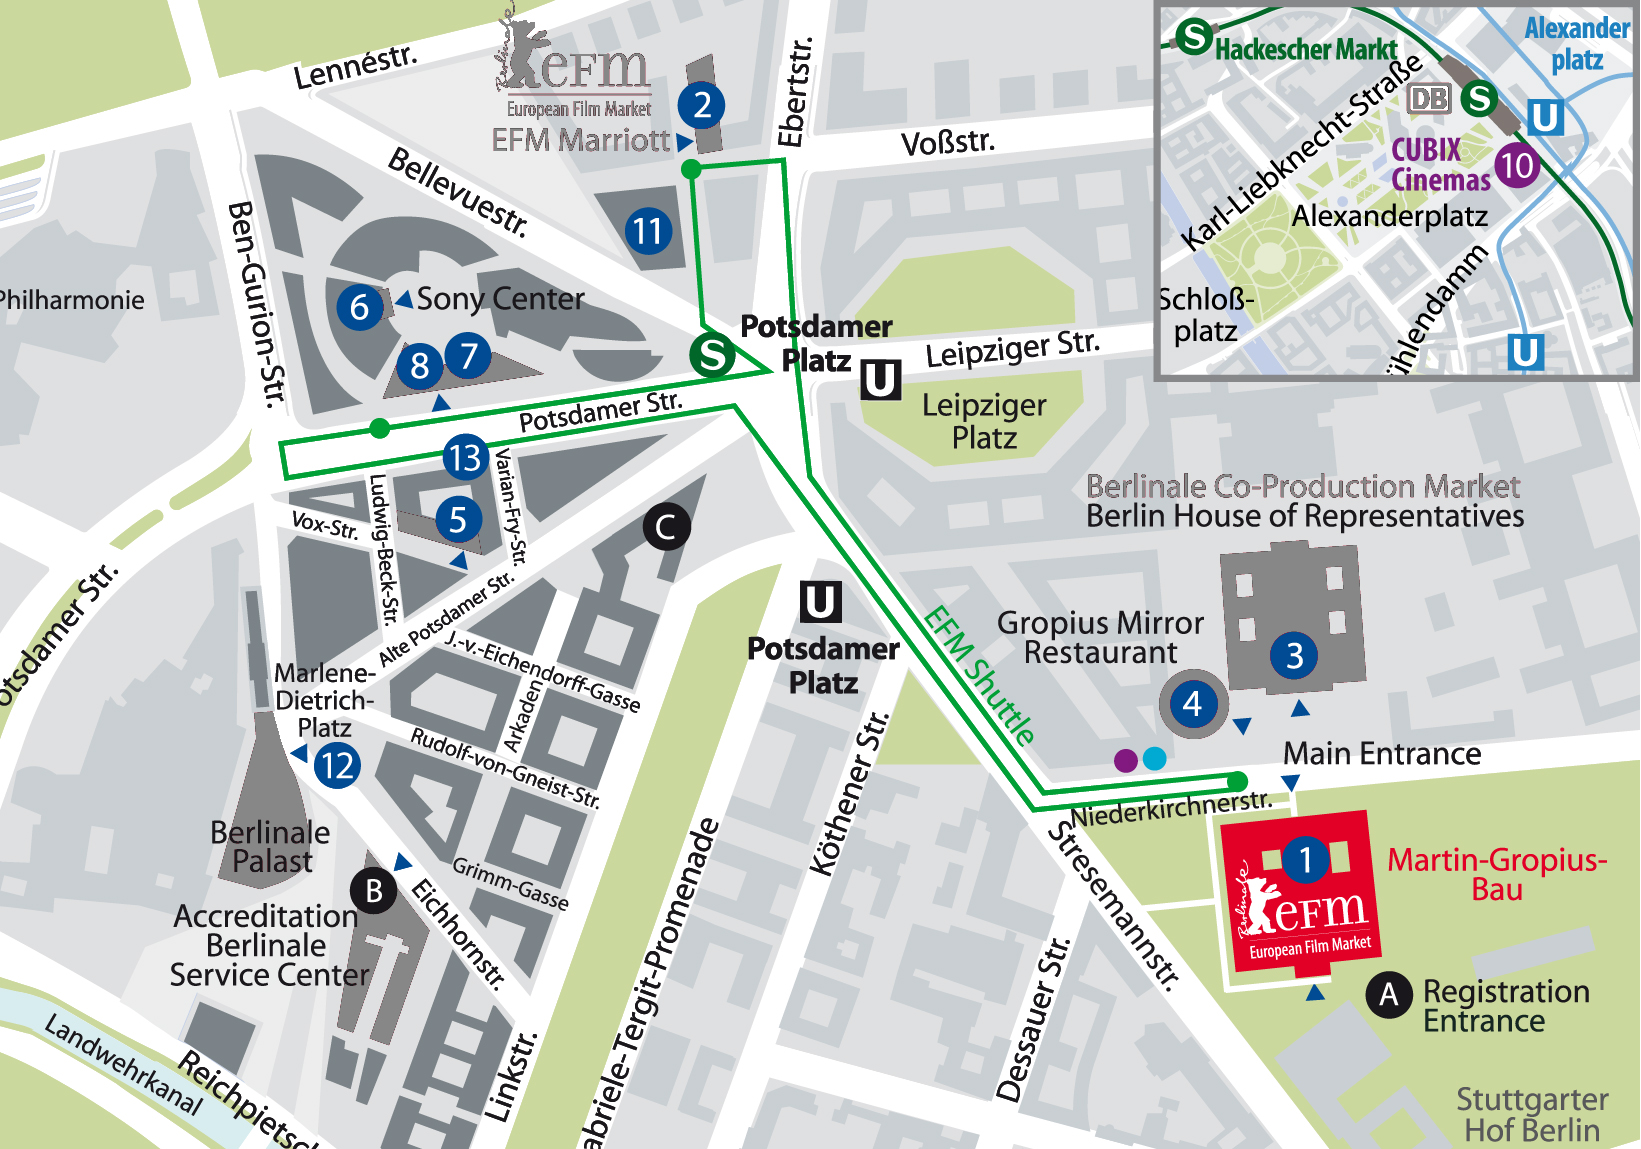 Lennéstr.
Berlinale
eFm
European Film Market
EFM Marriott
2
Ebertstr.
Voßstr.
Bellevuestr.
Ben-Gurion-Str.
11
Philharmonie
6
Sony Center
8
7
S
Potsdamer
Platz
U
Leipziger Str.
Leipziger
Platz
Potsdamer Str.
13
5
Vox-Str.
Ludwig-Beck-Str.
Varian-Fry-Str.
C
Alte Potsdamer Str.
otsdamer Str.
J.-v.-Eichendorff-Gasse
Arkaden
Rudolf-von-Gneist-Str.
Marlene-
Dietrich-
Platz
12
Berlinale
Palast
B
Accreditation
Berlinale
Service Center
Eichhornstr.
Grimm-Gasse
Landwehrkanal
Reichpietsch
Linkstr.
abriele-Tergit-Promenade
Köthener Str.
U
Potsdamer
Platz
EFM Shuttle
Berlinale Co-Production Market
Berlin House of Representatives
Gropius Mirror
Restaurant
3
4
Main Entrance
Niederkirchnerstr.
Stresemannstr.
Dessauer Str.
1
Berlinale
eFm
European Film Market
Martin-Gropius-
Bau
A
Registration
Entrance
Stuttgarter
Hof Berlin
S
Hackescher Markt
Alexander
platz
Karl-Liebknecht-Straße
DB
S
U
CUBIX
Cinemas
10
Alexanderplatz
Schloß-
platz
ühlendamm
U